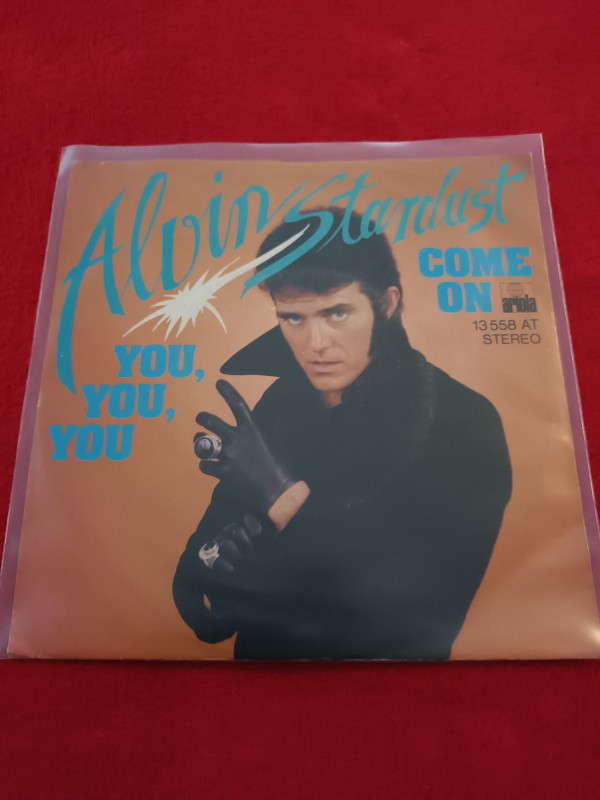 Alvin Stardust
COME
ON
ariola
13 558 AT
STEREO
YOU,
YOU,
YOU